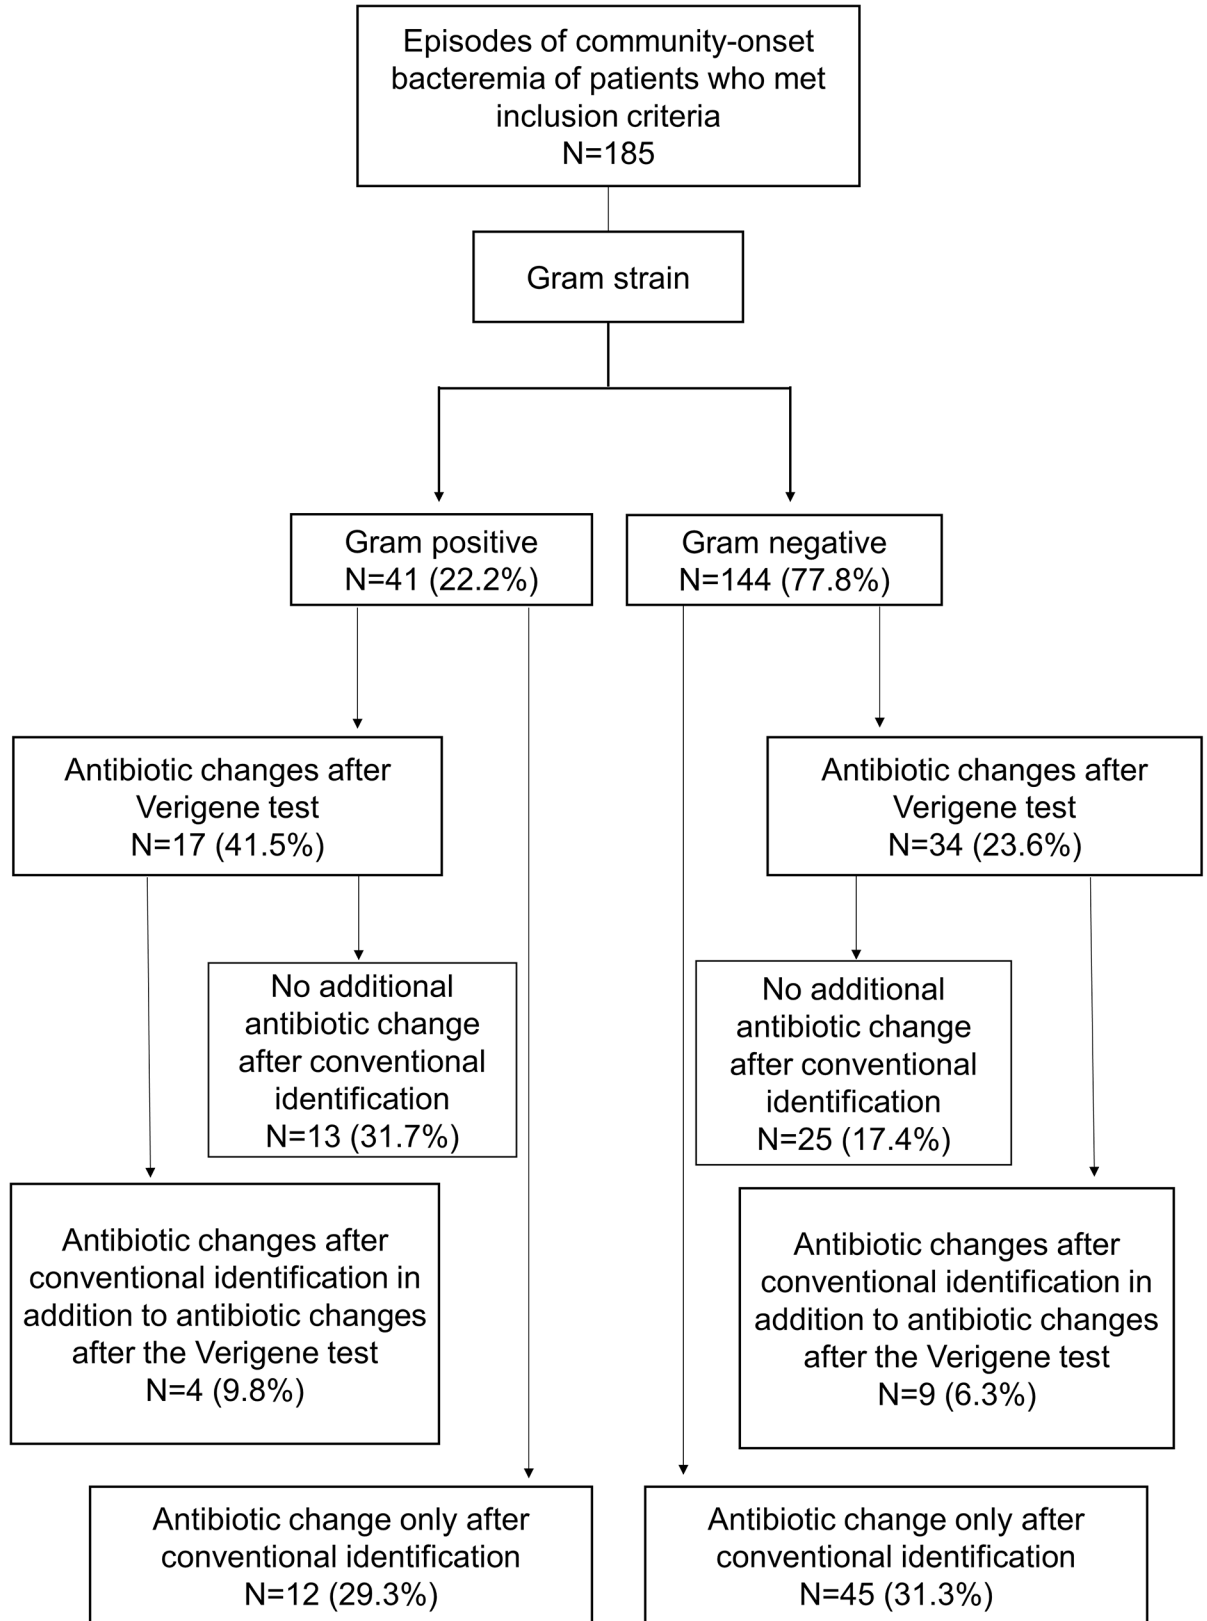 Episodes of community-onset
bacteremia of patients who met
inclusion criteria
N=185
Gram strain
Gram positive
N=41 (22.2%)
Gram negative
N=144 (77.8%)
Antibiotic changes after
Verigene test
N=17 (41.5%)
Antibiotic changes after
Verigene test
N=34 (23.6%)
No additional
antibiotic change
after conventional
identification
N=13 (31.7%)
No additional
antibiotic change
after conventional
identification
N=25 (17.4%)
Antibiotic changes after
conventional identification in
addition to antibiotic changes
after the Verigene test
N=4 (9.8%)
Antibiotic changes after
conventional identification in
addition to antibiotic changes
after the Verigene test
N=9 (6.3%)
Antibiotic change only after
conventional identification
N=12 (29.3%)
Antibiotic change only after
conventional identification
N=45 (31.3%)